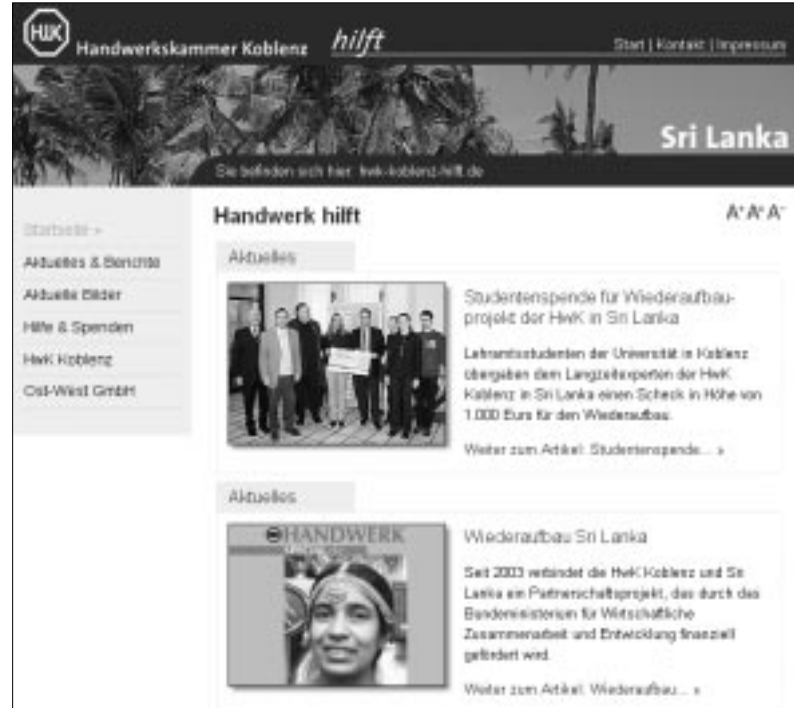 HWK
Handwerkskammer Koblenz hilft
Start | Kontakt | Impressum
Sri Lanka
Sie befinden sich hier: hwk-koblenz-hilft.de
Startseite »
Aktuelles & Berichte
Aktuelle Bilder
Hilfe & Spenden
HwK Koblenz
Ost-West GmbH
Handwerk hilft
A+ A= A-
Aktuelles
Studentenspende für Wiederaufbau-
projekt der HwK in Sri Lanka
Lehramtsstudenten der Universität in Koblenz
übergaben dem Langzeitexperten der HwK
Koblenz in Sri Lanka einen Scheck in Höhe von
1.000 Euro für den Wiederaufbau.
Weiter zum Artikel: Studentenspende... »
Aktuelles
HANDWERK
Wiederaufbau Sri Lanka
Seit 2003 verbindet die HwK Koblenz und Sri
Lanka ein Partnerschaftsprojekt, das durch das
Bundeministerium für Wirtschaftliche
Zusammenarbeit und Entwicklung finanziell
gefördert wird.
Weiter zum Artikel: Wiederaufbau... »